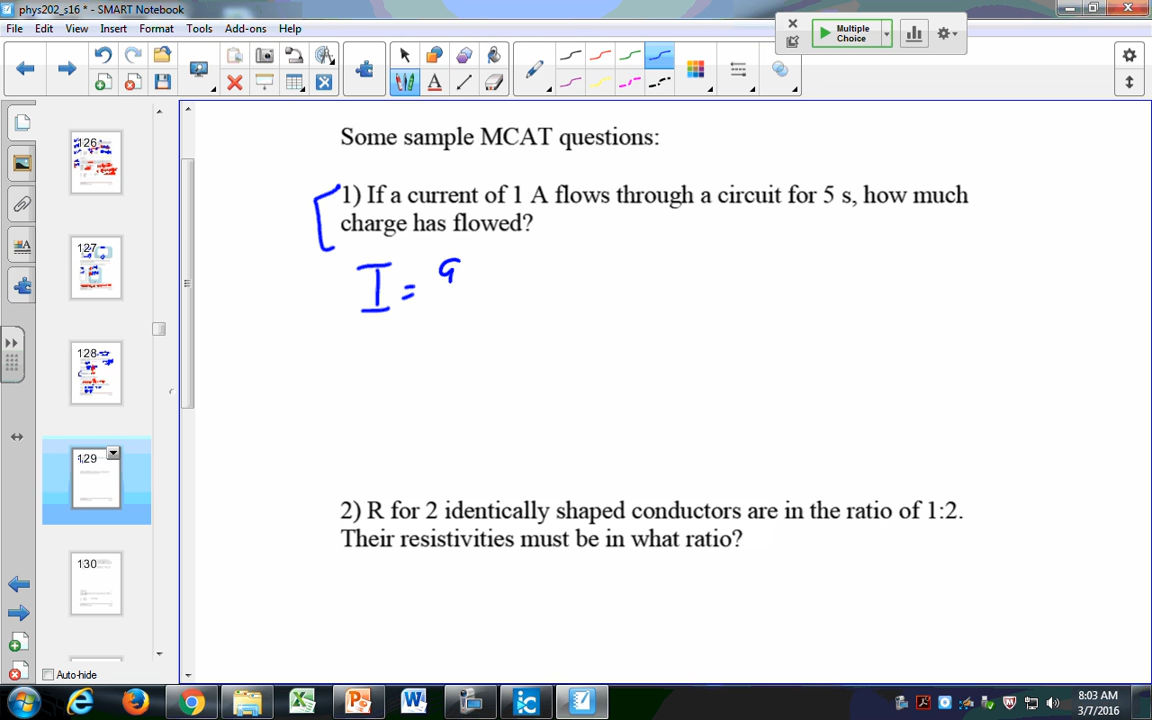 phys202_s16 * - SMART Notebook
File Edit View Insert Format Tools Add-ons Help
Multiple
Choice
126
127
128
129
130
Auto-hide
Some sample MCAT questions:
1) If a current of 1 A flows through a circuit for 5 s, how much
charge has flowed?
I = q
2) R for 2 identically shaped conductors are in the ratio of 1:2.
Their resistivities must be in what ratio?
8:03 AM
3/7/2016